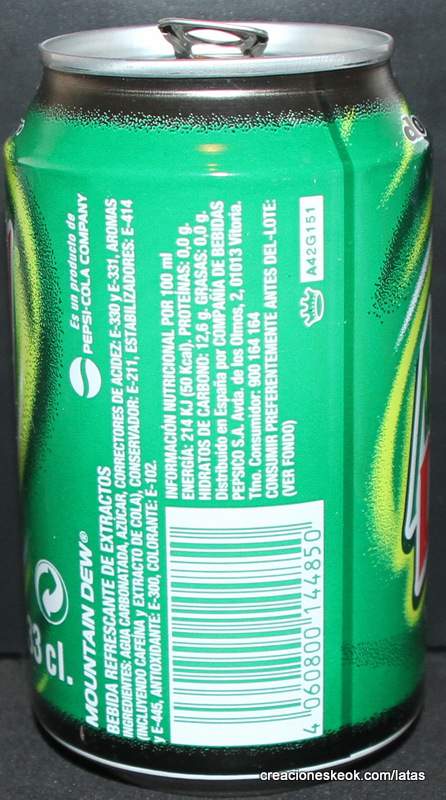 Es un producto de
PEPSI-COLA COMPANY
33 cl.
MOUNTAIN DEW®
BEBIDA REFRESCANTE DE EXTRACTOS
INGREDIENTES: AGUA CARBONATADA, AZÚCAR, CORRECTORES DE ACIDEZ: E-330 y E-331, AROMAS
(INCLUYENDO CAFEÍNA y EXTRACTO DE COLA), CONSERVADOR: E-211, ESTABILIZADORES: E-414
y E-445, ANTIOXIDANTE: E-300, COLORANTE: E-102.
INFORMACIÓN NUTRICIONAL POR 100 ml
ENERGÍA: 214 KJ (50 Kcal). PROTEÍNAS: 0,0 g.
HIDRATOS DE CARBONO: 12,6 g. GRASAS: 0,0 g.
Distribuido en España por COMPAÑÍA DE BEBIDAS
PEPSICO S.A. Avda. de los Olmos, 2, 01013 Vitoria.
Tno. Consumidor: 900 164 164
CONSUMIR PREFERENTEMENTE ANTES DEL-LOTE:
(VER FONDO)
A42G151
4 060800 144850
creacioneskeok.com/latas